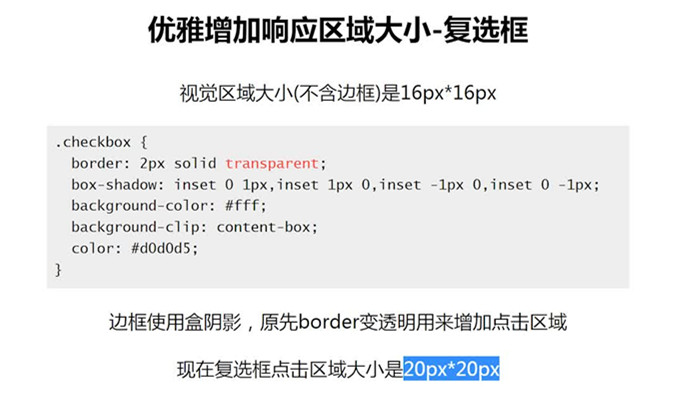 优雅增加响应区域大小-复选框
视觉区域大小(不含边框)是16px*16px
.checkbox {
  border: 2px solid transparent;
  box-shadow: inset 0 1px,inset 1px 0,inset -1px 0,inset 0 -1px;
  background-color: #fff;
  background-clip: content-box;
  color: #d0d0d5;
}
边框使用盒阴影，原先border变透明用来增加点击区域
现在复选框点击区域大小是20px*20px